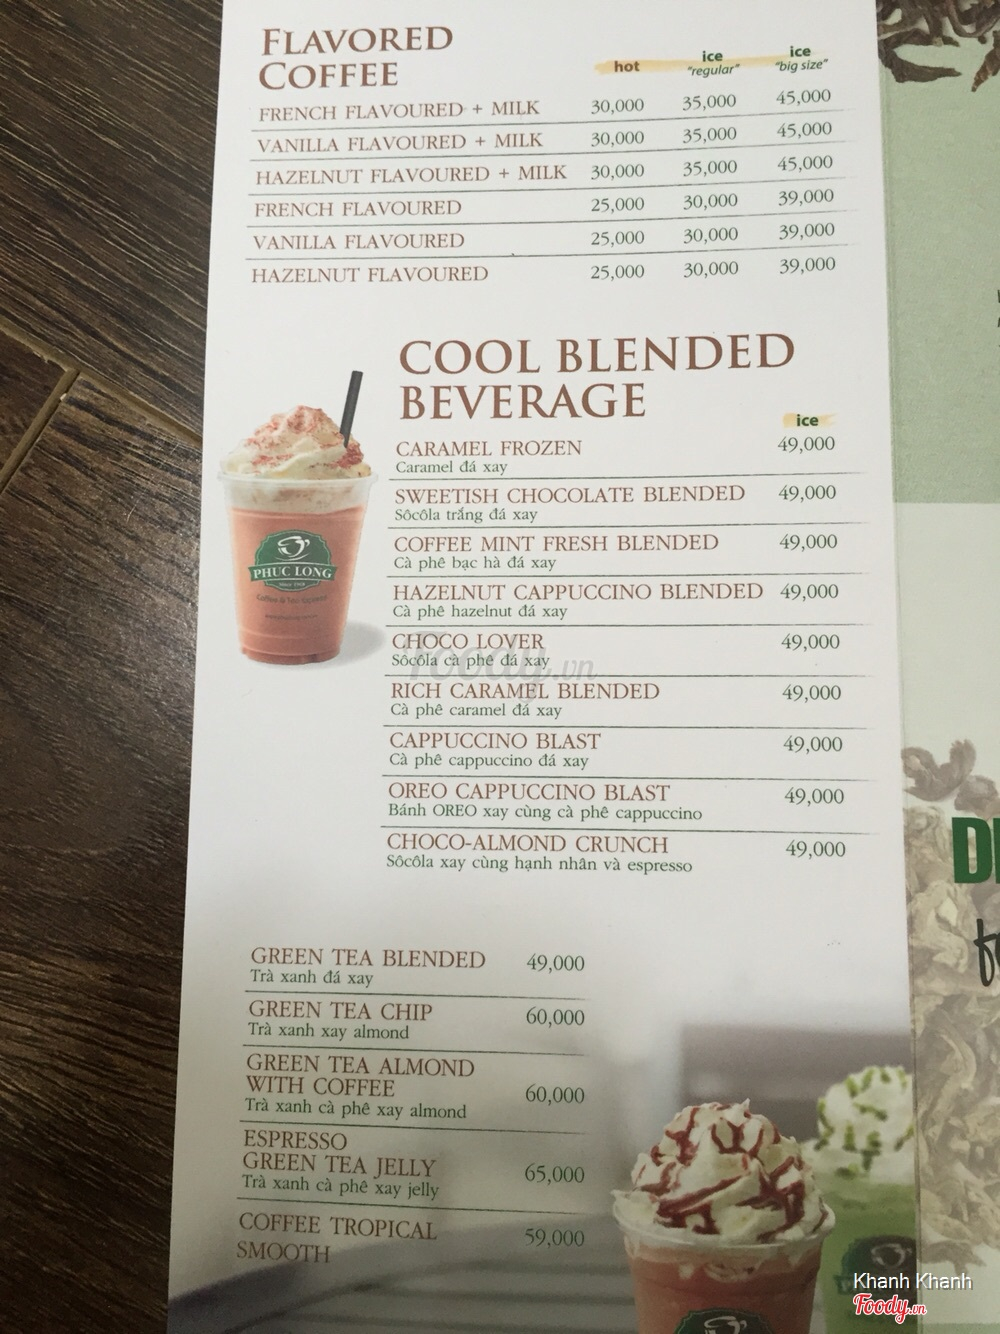 FLAVORED
COFFEE
hot
ice
"regular"
ice
"big size"
FRENCH FLAVOURED + MILK 30,000 35,000 45,000
VANILLA FLAVOURED + MILK 30,000 35,000 45,000
HAZELNUT FLAVOURED + MILK 30,000 35,000 45,000
FRENCH FLAVOURED 25,000 30,000 39,000
VANILLA FLAVOURED 25,000 30,000 39,000
HAZELNUT FLAVOURED 25,000 30,000 39,000
COOL BLENDED
BEVERAGE
ice
CARAMEL FROZEN 49,000
Caramel đá xay
SWEETISH CHOCOLATE BLENDED 49,000
Sôcôla trắng đá xay
COFFEE MINT FRESH BLENDED 49,000
Cà phê bạc hà đá xay
HAZELNUT CAPPUCCINO BLENDED 49,000
Cà phê hazelnut đá xay
CHOCO LOVER 49,000
Sôcôla cà phê đá xay
RICH CARAMEL BLENDED 49,000
Cà phê caramel đá xay
CAPPUCCINO BLAST 49,000
Cà phê cappuccino đá xay
OREO CAPPUCCINO BLAST 49,000
Bánh OREO xay cùng cà phê cappuccino
CHOCO-ALMOND CRUNCH 49,000
Sôcôla xay cùng hạnh nhân và espresso
PHUC LONG
Coffee & Tea Express
Foody.vn
GREEN TEA BLENDED 49,000
Trà xanh đá xay
GREEN TEA CHIP 60,000
Trà xanh xay almond
GREEN TEA ALMOND
WITH COFFEE 60,000
Trà xanh cà phê xay almond
ESPRESSO
GREEN TEA JELLY 65,000
Trà xanh cà phê xay jelly
COFFEE TROPICAL 59,000
SMOOTH
Khanh Khanh
Foody.vn